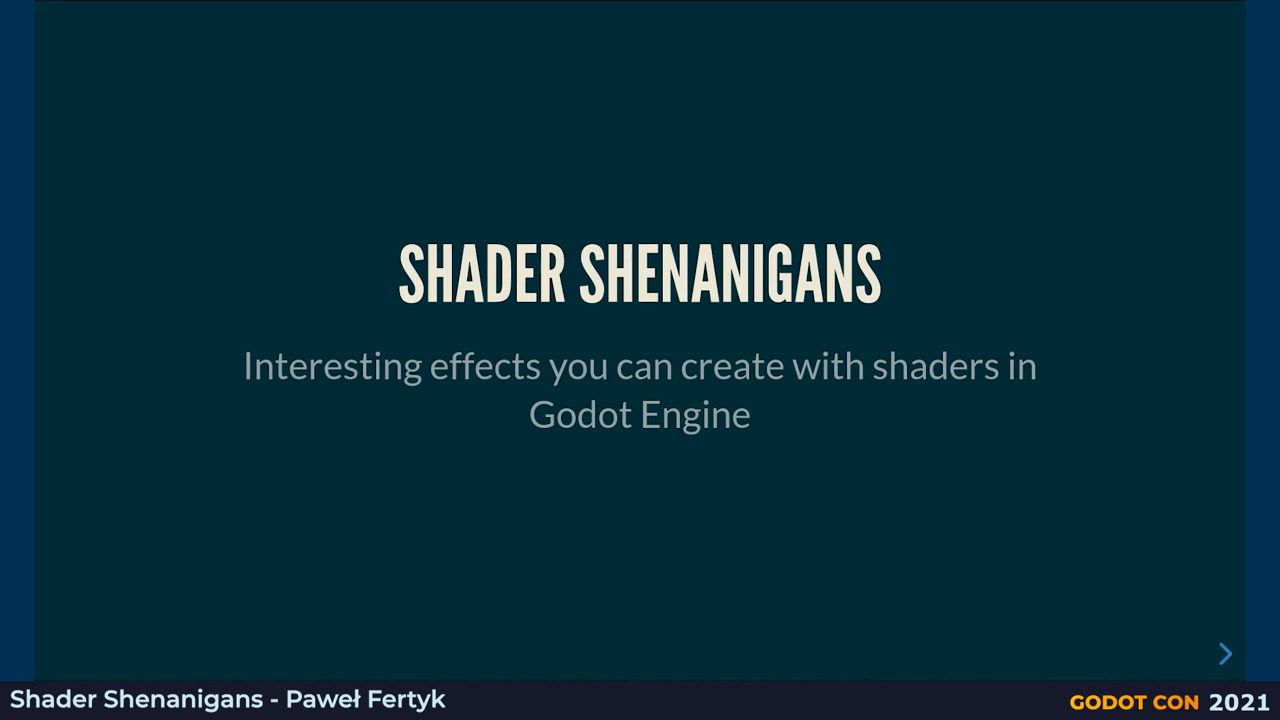 SHADER SHENANIGANS
Interesting effects you can create with shaders in
Godot Engine
Shader Shenanigans - Paweł Fertyk
GODOT CON 2021